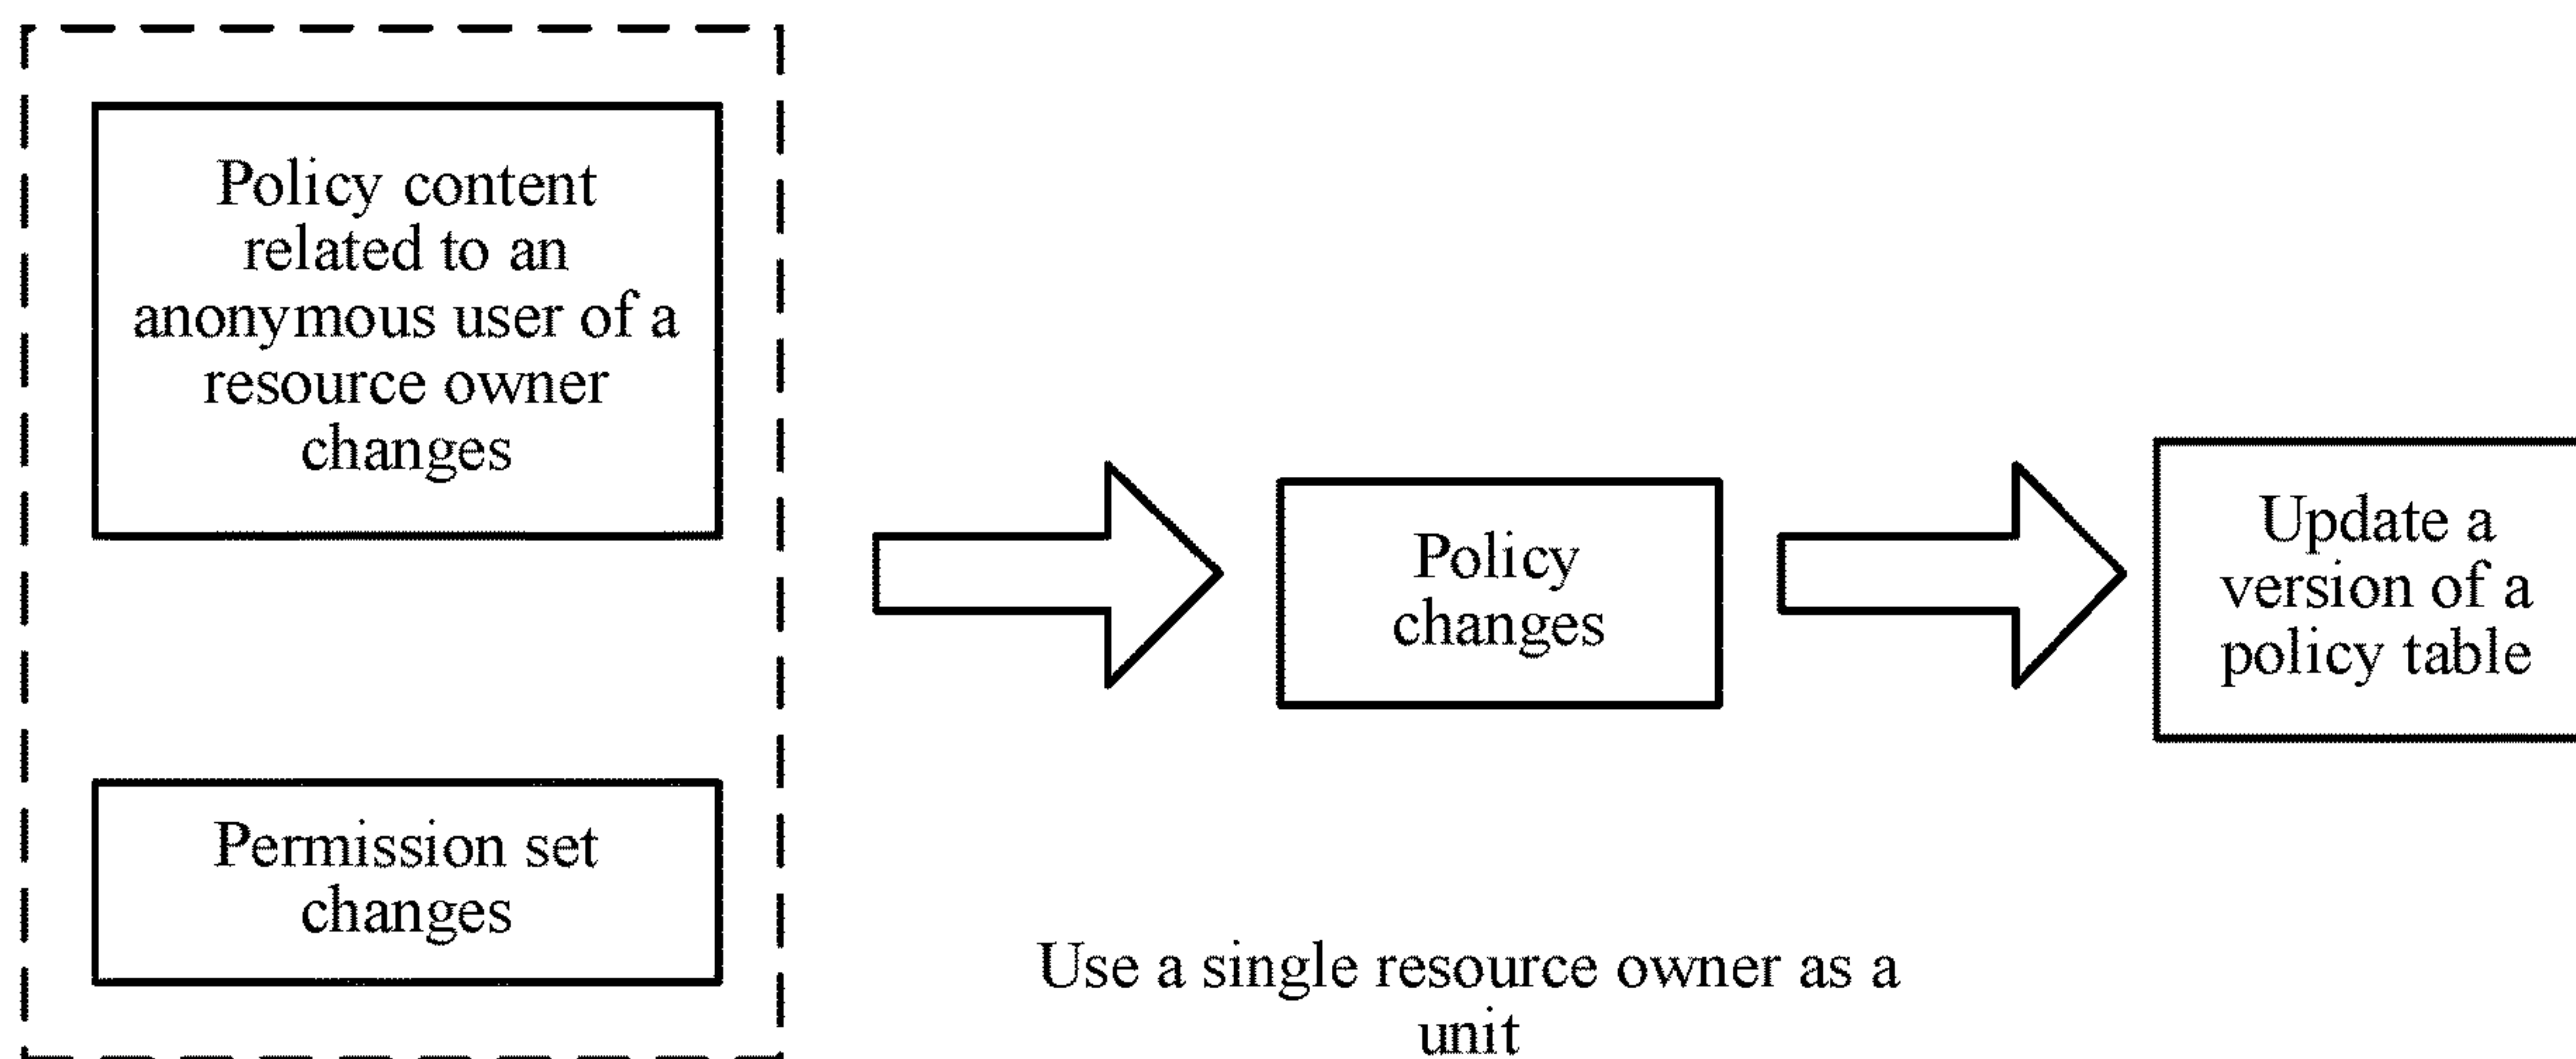 Policy content
related to an
anonymous user of a
resource owner
changes
Permission set
changes
Policy
changes
Update a
version of a
policy table
Use a single resource owner as a
unit